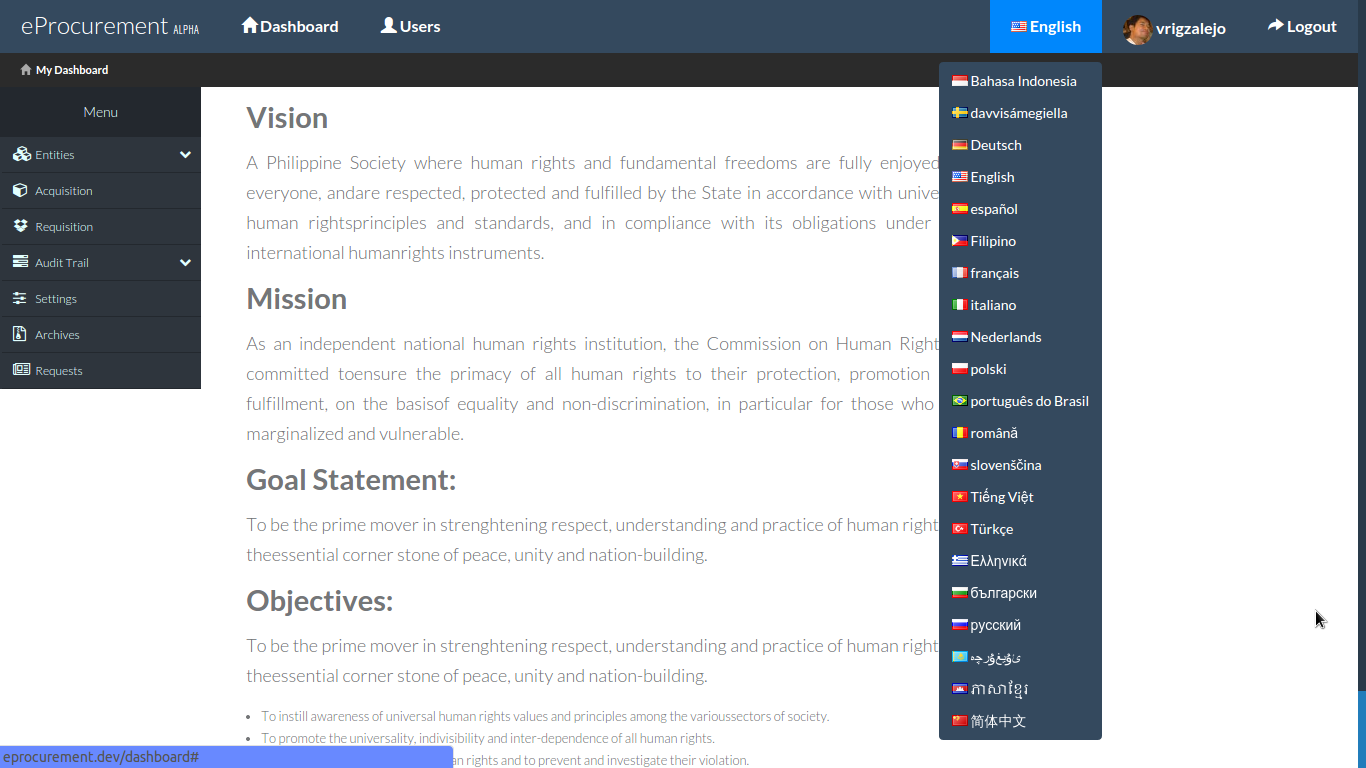 eProcurement ALPHA
Dashboard
Users
English
vrigzalejo
Logout
My Dashboard
Menu
Entities
Acquisition
Requisition
Audit Trail
Settings
Archives
Requests
Vision
A Philippine Society where human rights and fundamental freedoms are fully enjoyed
everyone, andare respected, protected and fulfilled by the State in accordance with unive
human rightsprinciples and standards, and in compliance with its obligations under
international humanrights instruments.
Mission
As an independent national human rights institution, the Commission on Human Right
committed toensure the primacy of all human rights to their protection, promotion
fulfillment, on the basisof equality and non-discrimination, in particular for those who
marginalized and vulnerable.
Goal Statement:
To be the prime mover in strenghtening respect, understanding and practice of human right
theessential corner stone of peace, unity and nation-building.
Objectives:
To be the prime mover in strenghtening respect, understanding and practice of human right
theessential corner stone of peace, unity and nation-building.
• To instill awareness of universal human rights values and principles among the varioussectors of society.
• To promote the universality, indivisibility and inter-dependence of all human rights.
an rights and to prevent and investigate their violation.
Bahasa Indonesia
davvisámegiella
Deutsch
English
español
Filipino
français
italiano
Nederlands
polski
português do Brasil
română
slovenščina
Tiếng Việt
Türkçe
Ελληνικά
български
русский
ئۇيغۇرچە
ភាសាខ្មែរ
简体中文
eprocurement.dev/dashboard#